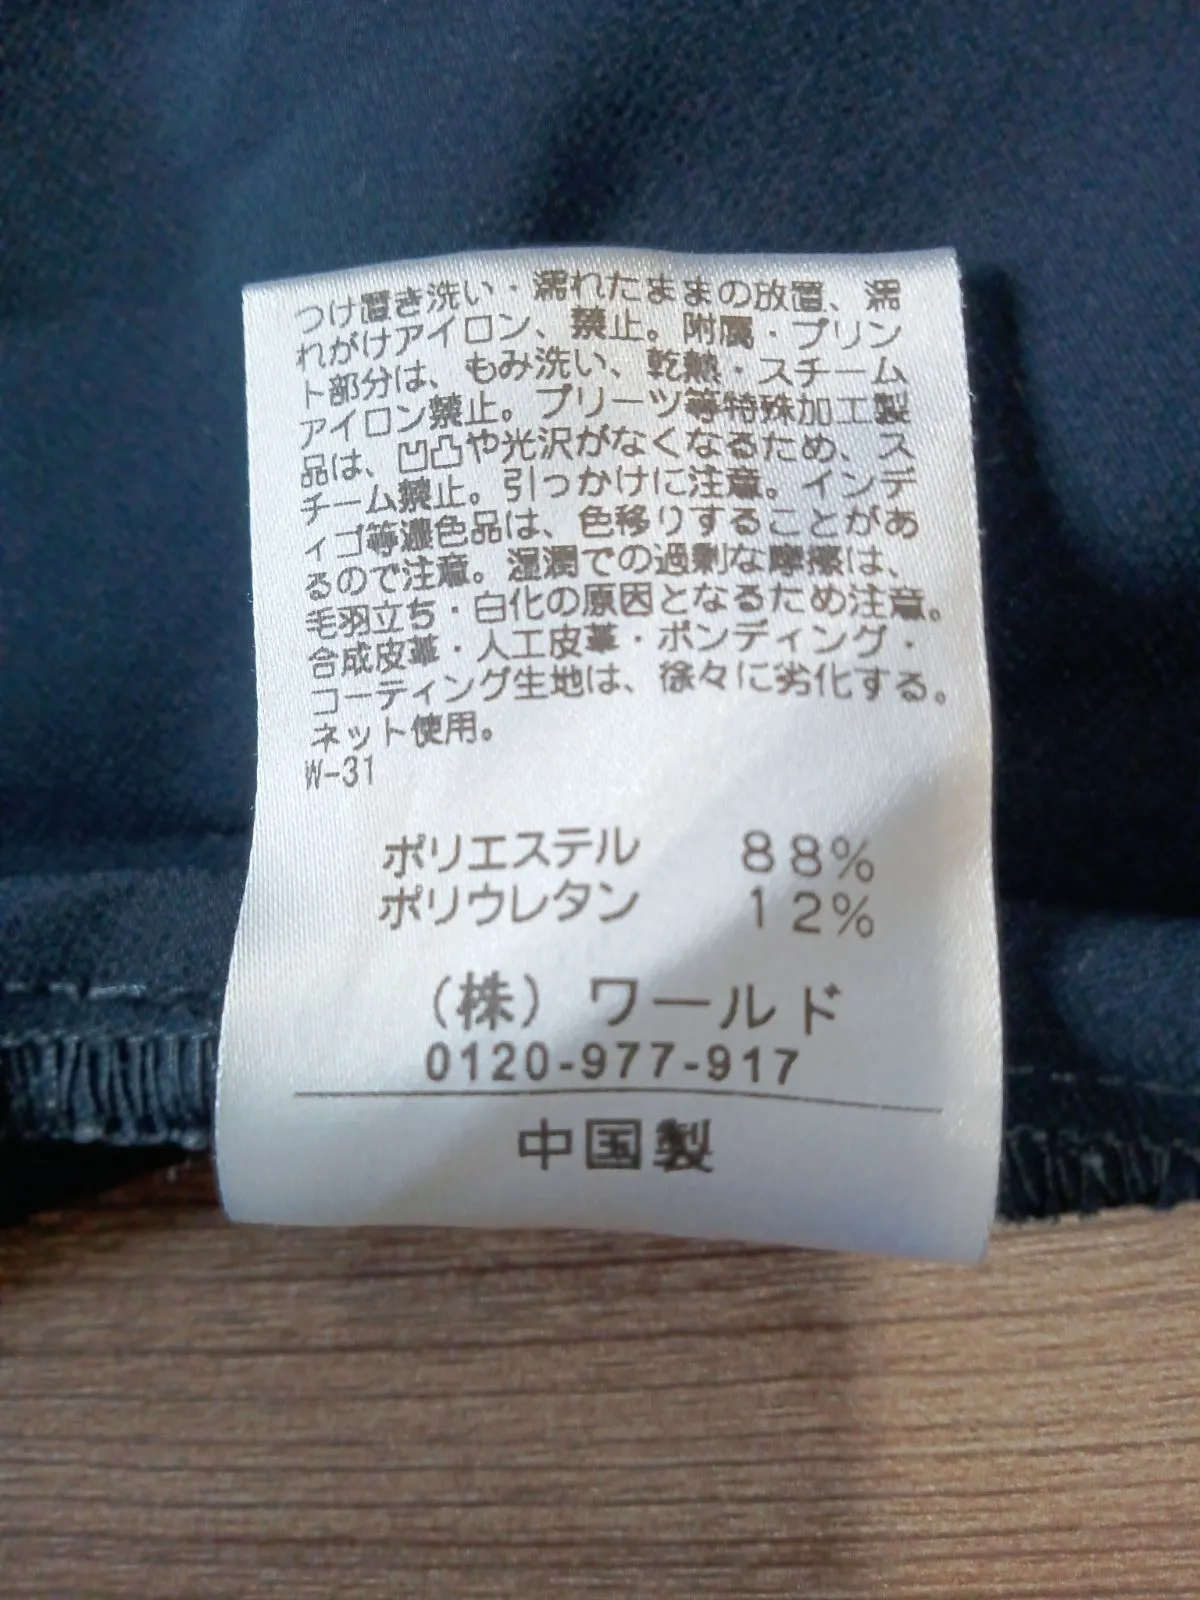 つけ置き洗い・濡れたままの放置、濡
れがけアイロン、禁止。附属・プリン
ト部分は、もみ洗い、乾熱・スチーム
アイロン禁止。プリーツ等特殊加工製
品は、凹凸や光沢がなくなるため、ス
チーム禁止。引っかけに注意。インデ
ィゴ等濃色品は、色移りすることがあ
るので注意。湿潤での過剰な摩擦は、
毛羽立ち・白化の原因となるため注意。
合成皮革・人工皮革・ボンディング・
コーティング生地は、徐々に劣化する。
ネット使用。
W-31
ポリエステル 88%
ポリウレタン 12%
(株)ワールド
0120-977-917
中国製